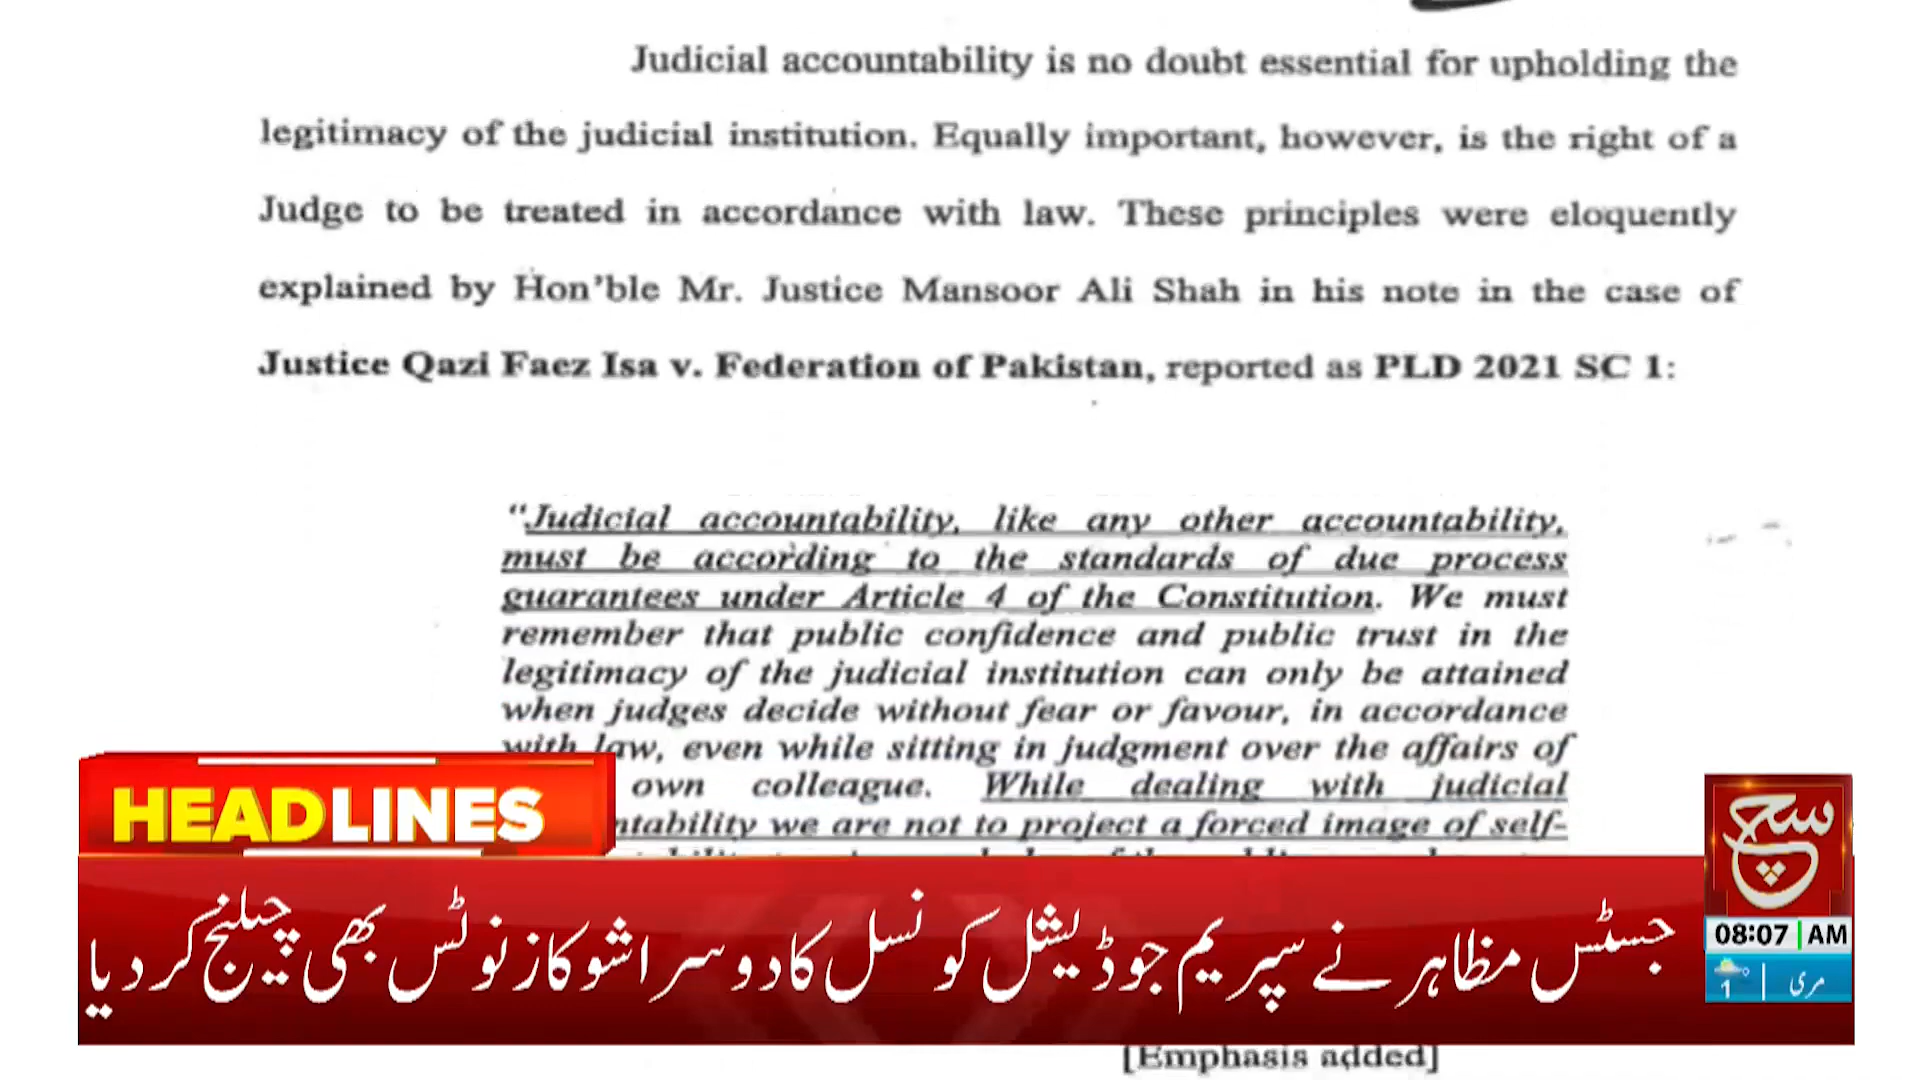 Judicial accountability is no doubt essential for upholding the
legitimacy of the judicial institution. Equally important, however, is the right of a
Judge to be treated in accordance with law. These principles were eloquently
explained by Hon'ble Mr. Justice Mansoor Ali Shah in his note in the case of
Justice Qazi Faez Isa v. Federation of Pakistan, reported as PLD 2021 SC 1:
"Judicial accountability, like any other accountability,
must be according to the standards of due process
guarantees under Article 4 of the Constitution. We must
remember that public confidence and public trust in the
legitimacy of the judicial institution can only be attained
when judges decide without fear or favour, in accordance
with law, even while sitting in judgment over the affairs of
own colleague. While dealing with judicial
ntability we are not to project a forced image of self-
HEADLINES
سچ
جسٹس مظاہر نے سپریم جوڈیشل کونسل کا دوسرا شوکاز نوٹس بھی چیلنج کر دیا
08:07 AM
1 مری
[Emphasis added]